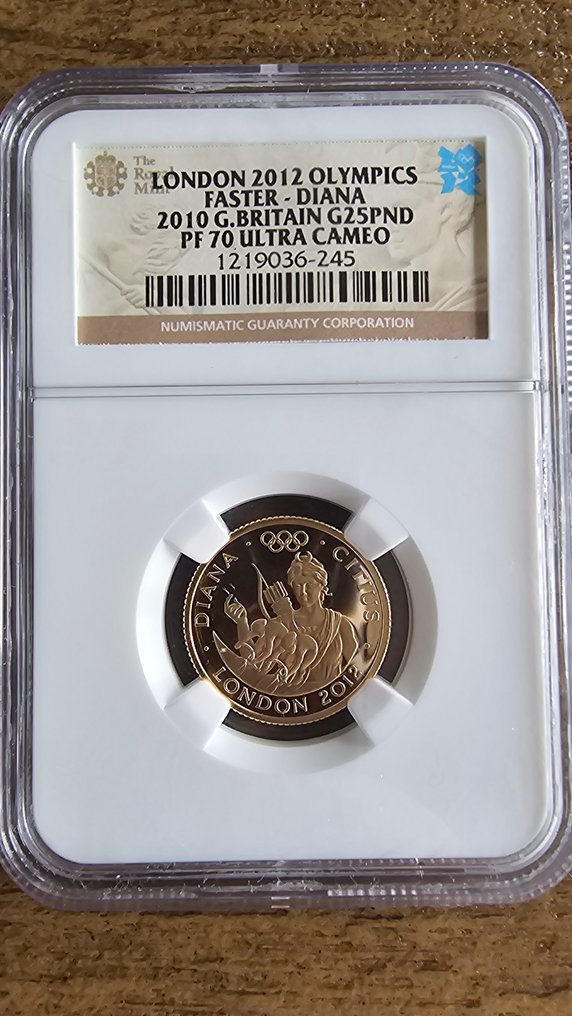 The
Royal
Mint
LONDON 2012 OLYMPICS
FASTER - DIANA
2010 G.BRITAIN G25PND
PF 70 ULTRA CAMEO
1219036-245
NUMISMATIC GUARANTY CORPORATION
· DIANA · CITIUS ·
LONDON 2012